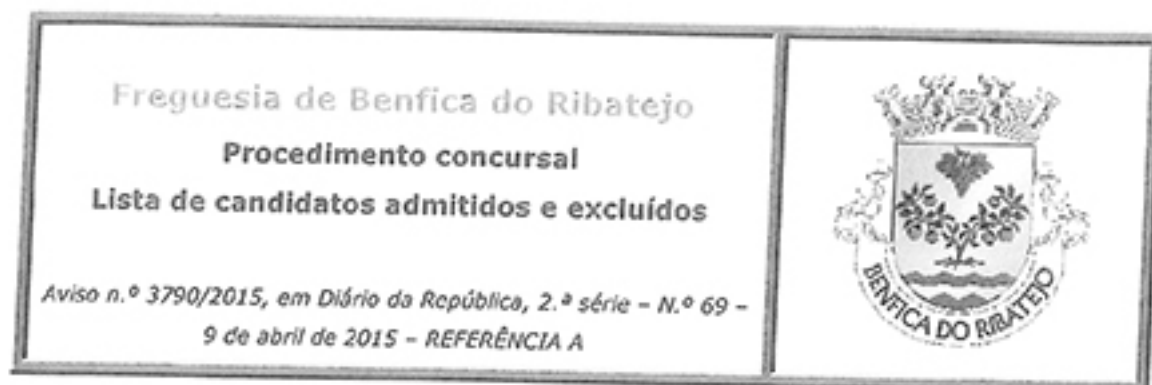 Freguesia de Benfica do Ribatejo
Procedimento concursal
Lista de candidatos admitidos e excluídos
Aviso n.º 3790/2015, em Diário da República, 2.ª série – N.º 69 –
9 de abril de 2015 – REFERÊNCIA A
BENFICA DO RIBATEJO